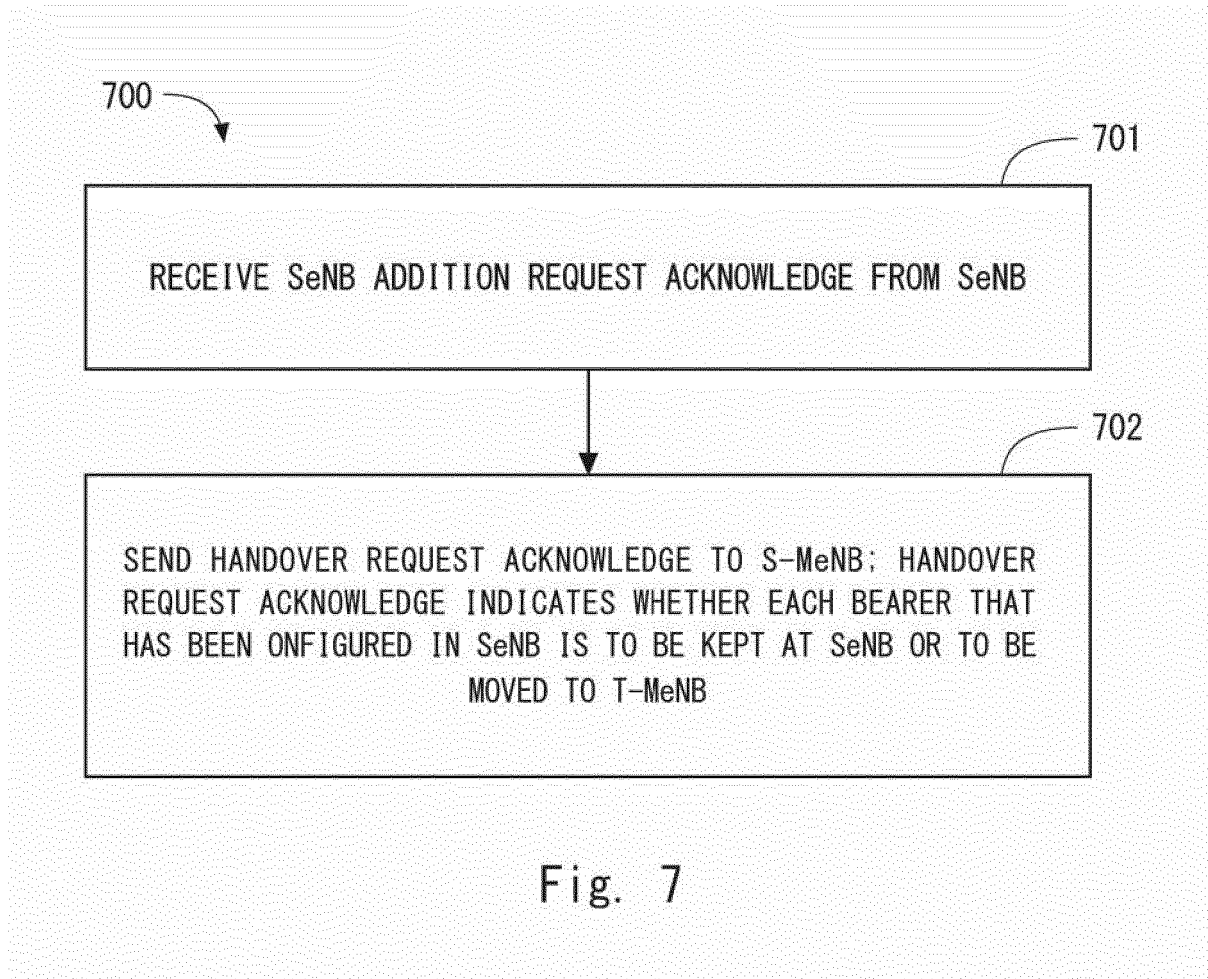 700
701
RECEIVE SeNB ADDITION REQUEST ACKNOWLEDGE FROM SeNB
702
SEND HANDOVER REQUEST ACKNOWLEDGE TO S-MeNB; HANDOVER
REQUEST ACKNOWLEDGE INDICATES WHETHER EACH BEARER THAT
HAS BEEN ONFIGURED IN SeNB IS TO BE KEPT AT SeNB OR TO BE
MOVED TO T-MeNB
Fig. 7